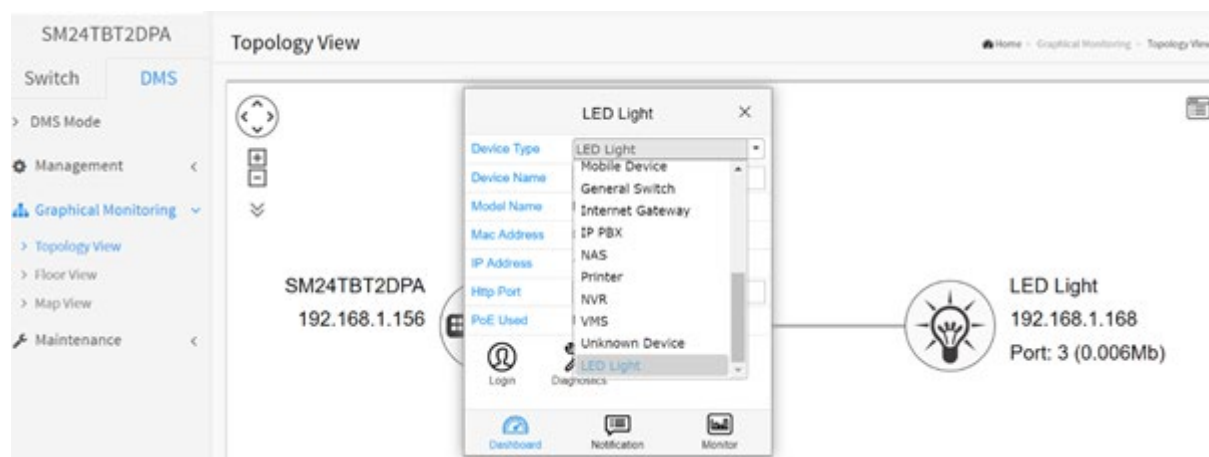 SM24TBT2DPA
Switch DMS
DMS Mode
Management
Graphical Monitoring
Topology View
Floor View
Map View
Maintenance
Topology View
Home - Graphical Monitoring - Topology View
SM24TBT2DPA
192.168.1.156
LED Light
Device Type LED Light
Device Name
Model Name
Mac Address
IP Address
Http Port
PoE Used
Mobile Device
General Switch
Internet Gateway
IP PBX
NAS
Printer
NVR
VMS
Unknown Device
LED Light
Login Diagnostics
Dashboard Notification Monitor
LED Light
192.168.1.168
Port: 3 (0.006Mb)